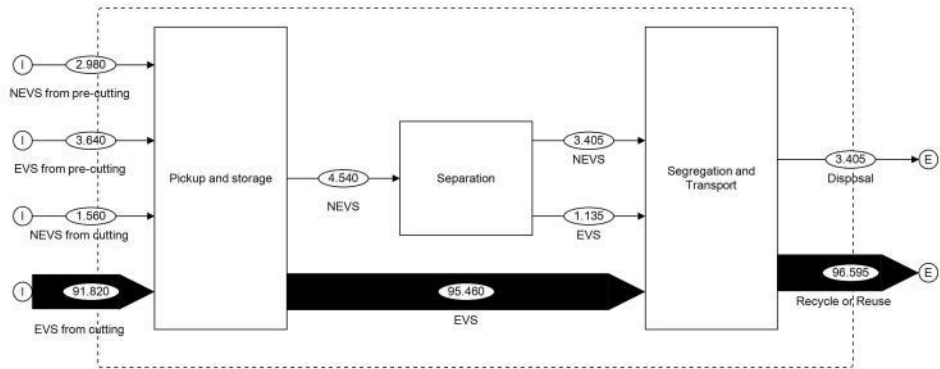 I
2.980
NEVS from pre-cutting
I
3.640
EVS from pre-cutting
I
1.560
NEVS from cutting
I
91.820
EVS from cutting
Pickup and storage
4.540
NEVS
Separation
3.405
NEVS
1.135
EVS
95.460
EVS
Segregation and
Transport
3.405
Disposal
E
96.595
Recycle or Reuse
E